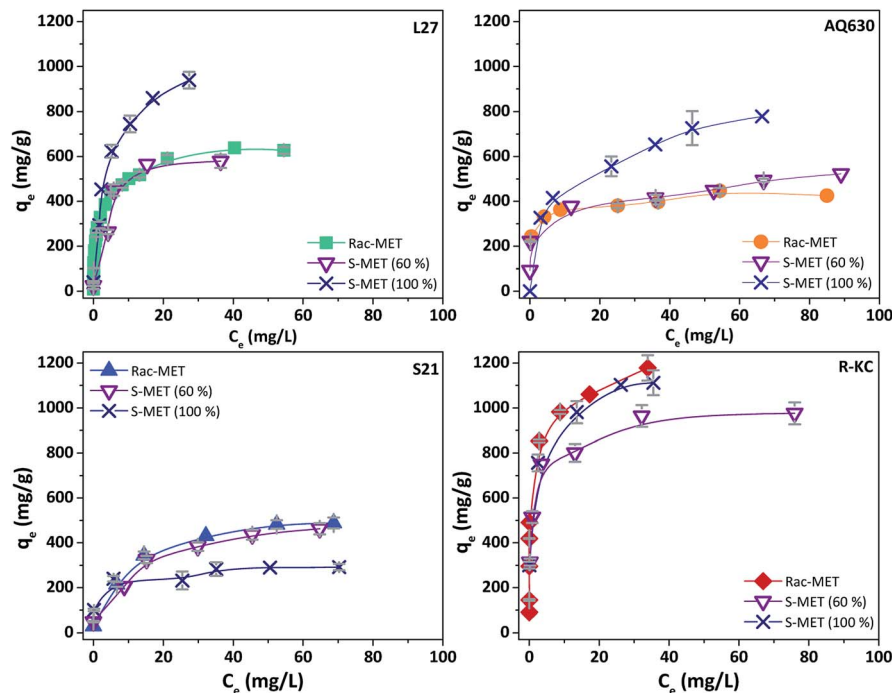 L27
1200
1000
800
600
400
200
0
qe (mg/g)
Rac-MET
S-MET (60 %)
S-MET (100 %)
0 20 40 60 80 100
Ce (mg/L)
AQ630
1200
1000
800
600
400
200
0
qe (mg/g)
Rac-MET
S-MET (60 %)
S-MET (100 %)
0 20 40 60 80 100
Ce (mg/L)
S21
1200
1000
800
600
400
200
0
qe (mg/g)
Rac-MET
S-MET (60 %)
S-MET (100 %)
0 20 40 60 80 100
Ce (mg/L)
R-KC
1200
1000
800
600
400
200
0
qe (mg/g)
Rac-MET
S-MET (60 %)
S-MET (100 %)
0 20 40 60 80 100
Ce (mg/L)